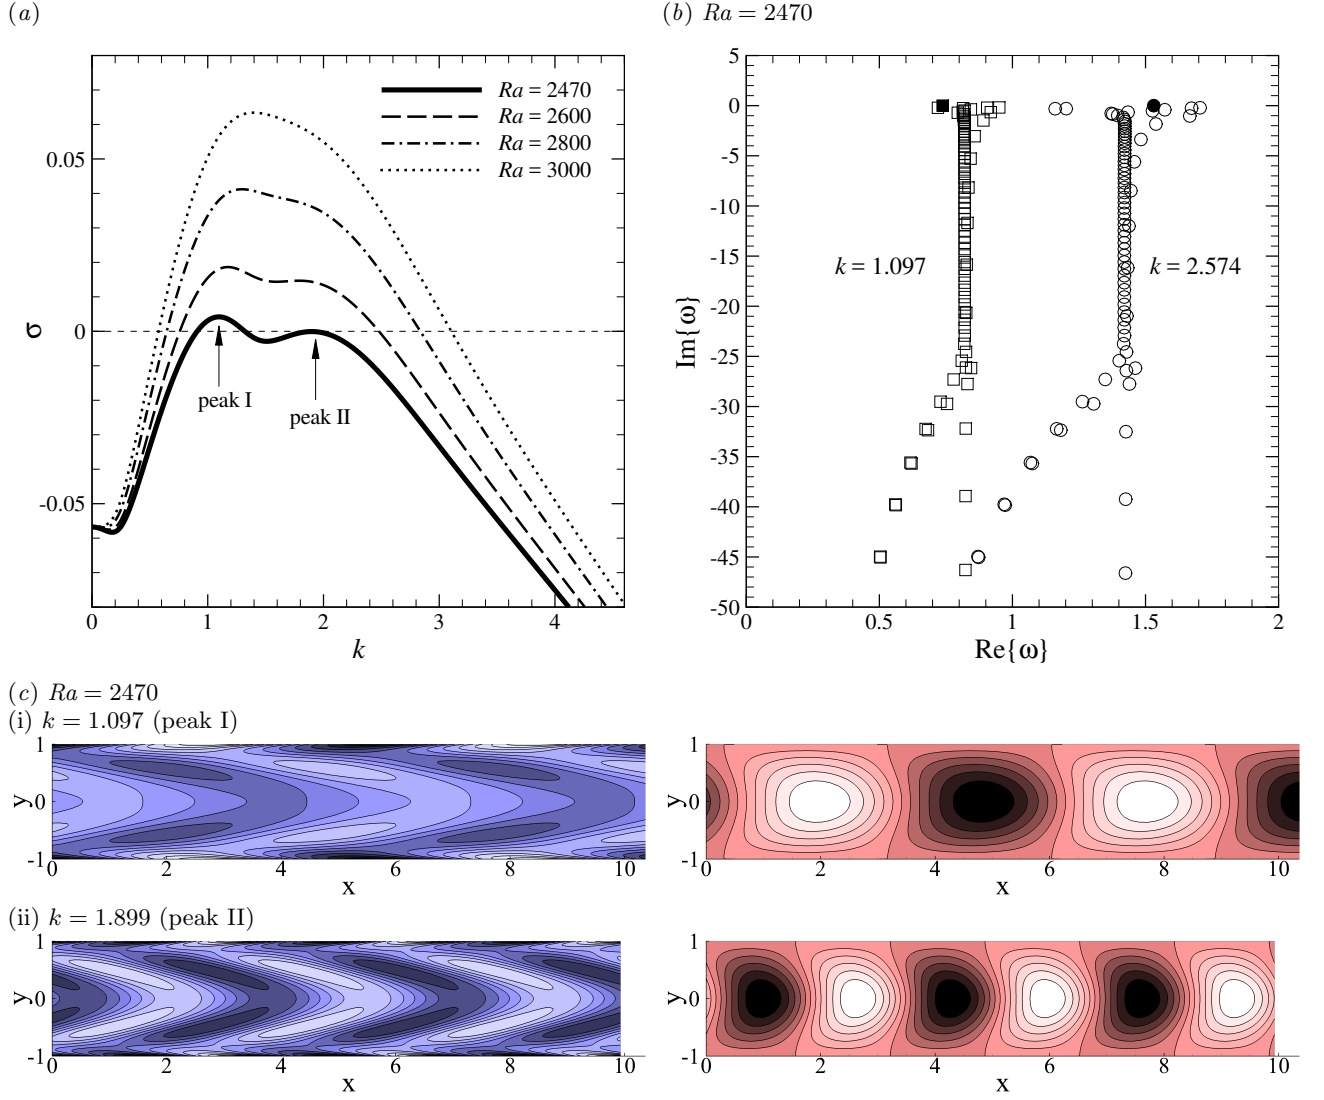 (a)
Ra = 2470
Ra = 2600
Ra = 2800
Ra = 3000
0.05
0
-0.05
σ
peak I
peak II
0 1 2 3 4
k
(b) Ra = 2470
5
0
-5
-10
-15
-20
-25
-30
-35
-40
-45
-50
Im{ω}
k = 1.097
k = 2.574
0 0.5 1 1.5 2
Re{ω}
(c) Ra = 2470
(i) k = 1.097 (peak I)
1
0
-1
y
0 2 4 6 8 10
x
1
0
-1
y
0 2 4 6 8 10
x
(ii) k = 1.899 (peak II)
1
0
-1
y
0 2 4 6 8 10
x
1
0
-1
y
0 2 4 6 8 10
x